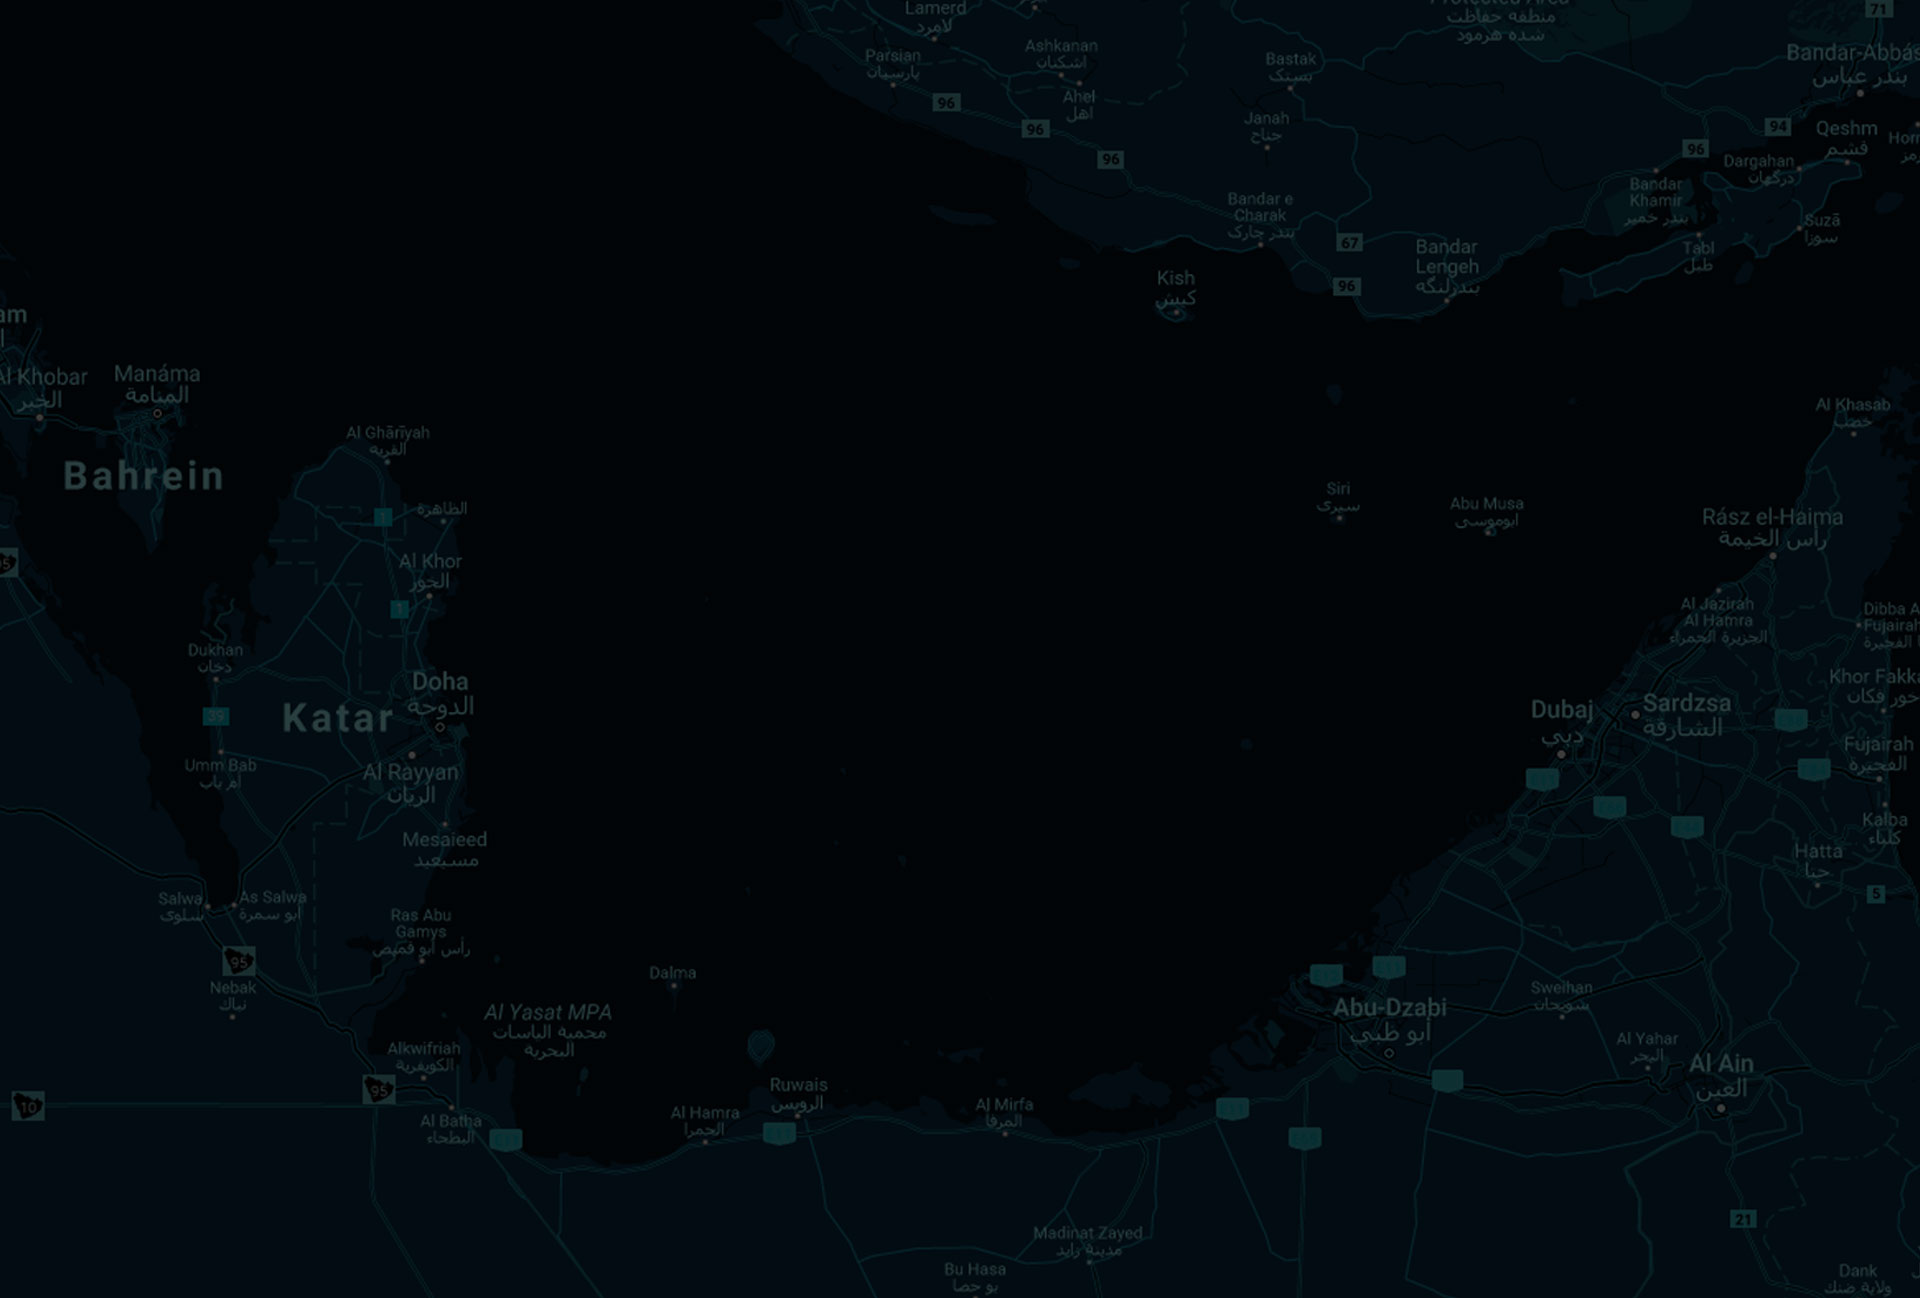 Lamerd
لامرد
Protected Area
منطقه حفاظت
شده هرمود
71
Parsian
پارسیان
Ashkanan
اشکنان
Bastak
بستک
Bandar-Abbás
بندر عباس
96
Ahel
اهل
96
Janah
جناح
94
Qeshm
قشم
96
96
Dargahan
درگهان
Bandar
Khamir
بندر خمیر
Bandar e
Charak
بندر چارک
Suzā
سوزا
67
Bandar
Lengeh
بندرلنگه
Tabl
طبل
Kish
کیش
96
am
Al Khobar
الخبر
Manáma
المنامة
Al Khasab
خصب
Al Ghārīyah
الغريه
Bahrein
Siri
سیری
Abu Musa
ابوموسی
الظاهرة
1
Rász el-Haima
رأس الخيمة
Al Khor
الخور
1
Al Jazirah
Al Hamra
الجزيرة الحمراء
Dibba A
Fujairah
الفجيرة
Dukhan
دخان
Doha
الدوحة
Khor Fakka
خور فكان
Katar
39
Dubaj
دبي
Sardzsa
الشارقة
Fujairah
الفجيرة
Umm Bab
أم باب
Al Rayyan
الريان
Mesaieed
مسيعيد
Kalba
كلباء
Hatta
حتا
5
Salwa
سلوى
As Salwa
أبو سمرة
Ras Abu
Gamys
رأس أبو قميص
95
Nebak
نباك
Dalma
Sweihan
سويحان
Al Yasat MPA
محمية الياسات
البحرية
Abu-Dzabi
أبو ظبي
Alkwifriah
الكويفرية
Al Yahar
اليحر
Al Ain
العين
95
10
Ruwais
الرويس
Al Hamra
الحمرا
Al Mirfa
المرفأ
Al Batha
البطحاء
21
Madinat Zayed
مدينة زايد
Bu Hasa
بو حصا
Dank
ولاية ضنك